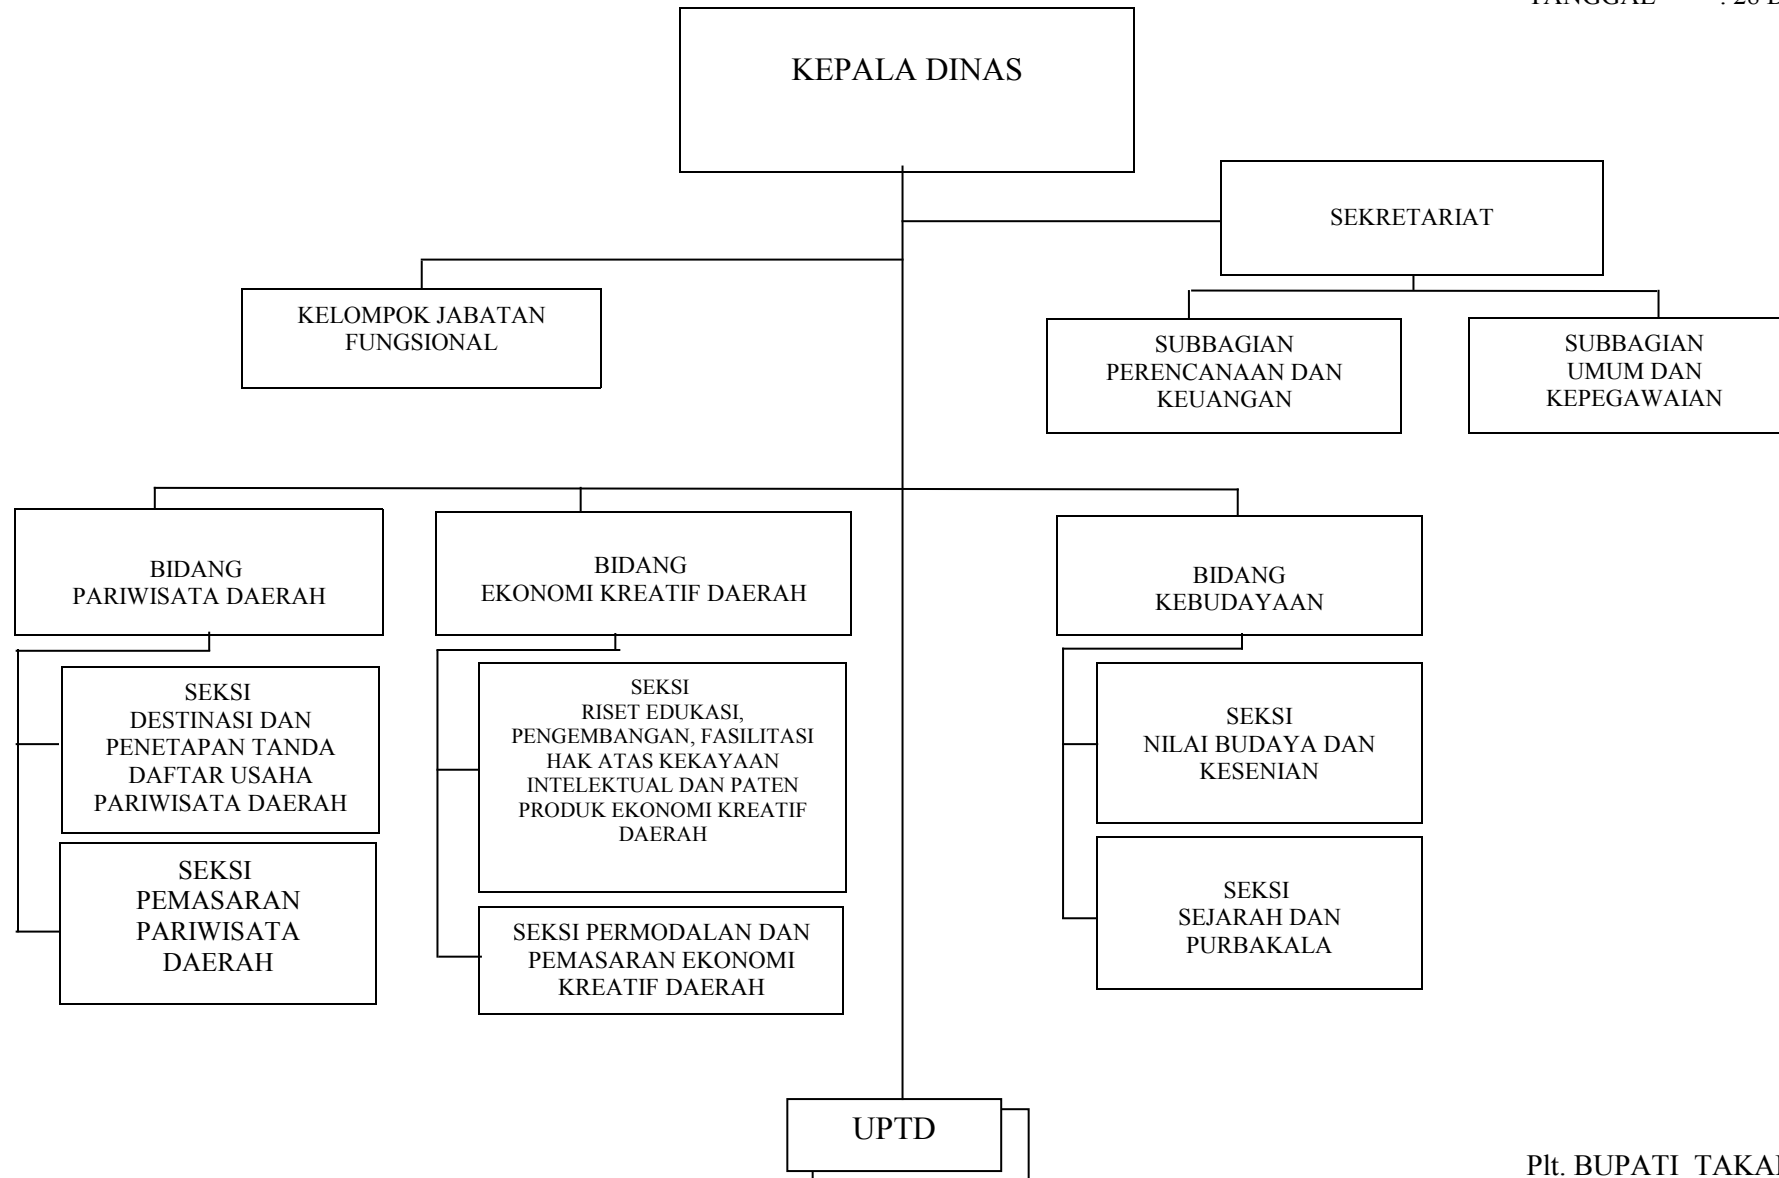 KEPALA DINAS
SEKRETARIAT
KELOMPOK JABATAN
FUNGSIONAL
SUBBAGIAN
PERENCANAAN DAN
KEUANGAN
SUBBAGIAN
UMUM DAN
KEPEGAWAIAN
BIDANG
PARIWISATA DAERAH
BIDANG
EKONOMI KREATIF DAERAH
BIDANG
KEBUDAYAAN
SEKSI
DESTINASI DAN
PENETAPAN TANDA
DAFTAR USAHA
PARIWISATA DAERAH
SEKSI
PEMASARAN
PARIWISATA
DAERAH
SEKSI
RISET EDUKASI,
PENGEMBANGAN, FASILITASI
HAK ATAS KEKAYAAN
INTELEKTUAL DAN PATEN
PRODUK EKONOMI KREATIF
DAERAH
SEKSI PERMODALAN DAN
PEMASARAN EKONOMI
KREATIF DAERAH
SEKSI
NILAI BUDAYA DAN
KESENIAN
SEKSI
SEJARAH DAN
PURBAKALA
UPTD
Plt. BUPATI